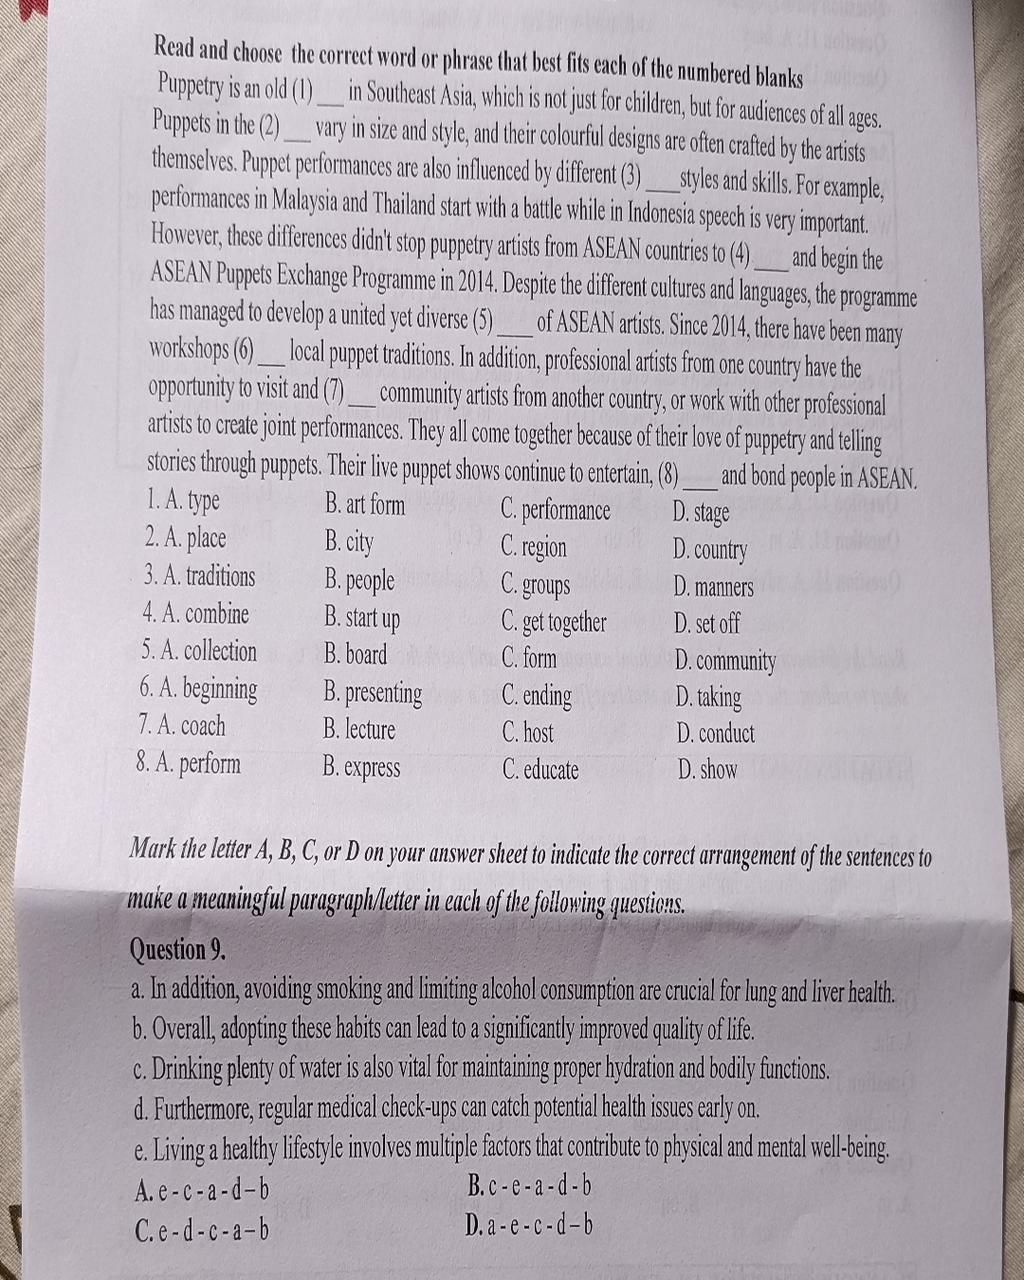 Read and choose the correct word or phrase that best fits each of the numbered blanks
Puppetry is an old (1) ___ in Southeast Asia, which is not just for children, but for audiences of all ages.
Puppets in the (2) ___ vary in size and style, and their colourful designs are often crafted by the artists
themselves. Puppet performances are also influenced by different (3) ___ styles and skills. For example,
performances in Malaysia and Thailand start with a battle while in Indonesia speech is very important.
However, these differences didn't stop puppetry artists from ASEAN countries to (4) ___ and begin the
ASEAN Puppets Exchange Programme in 2014. Despite the different cultures and languages, the programme
has managed to develop a united yet diverse (5) ___ of ASEAN artists. Since 2014, there have been many
workshops (6) ___ local puppet traditions. In addition, professional artists from one country have the
opportunity to visit and (7) ___ community artists from another country, or work with other professional
artists to create joint performances. They all come together because of their love of puppetry and telling
stories through puppets. Their live puppet shows continue to entertain, (8) ___ and bond people in ASEAN.
1. A. type B. art form C. performance D. stage
2. A. place B. city C. region D. country
3. A. traditions B. people C. groups D. manners
4. A. combine B. start up C. get together D. set off
5. A. collection B. board C. form D. community
6. A. beginning B. presenting C. ending D. taking
7. A. coach B. lecture C. host D. conduct
8. A. perform B. express C. educate D. show
Mark the letter A, B, C, or D on your answer sheet to indicate the correct arrangement of the sentences to
make a meaningful paragraph/letter in each of the following questions.
Question 9.
a. In addition, avoiding smoking and limiting alcohol consumption are crucial for lung and liver health.
b. Overall, adopting these habits can lead to a significantly improved quality of life.
c. Drinking plenty of water is also vital for maintaining proper hydration and bodily functions.
d. Furthermore, regular medical check-ups can catch potential health issues early on.
e. Living a healthy lifestyle involves multiple factors that contribute to physical and mental well-being.
A. e - c - a - d – b B. c - e - a - d - b
C. e - d - c - a – b D. a - e - c - d – b